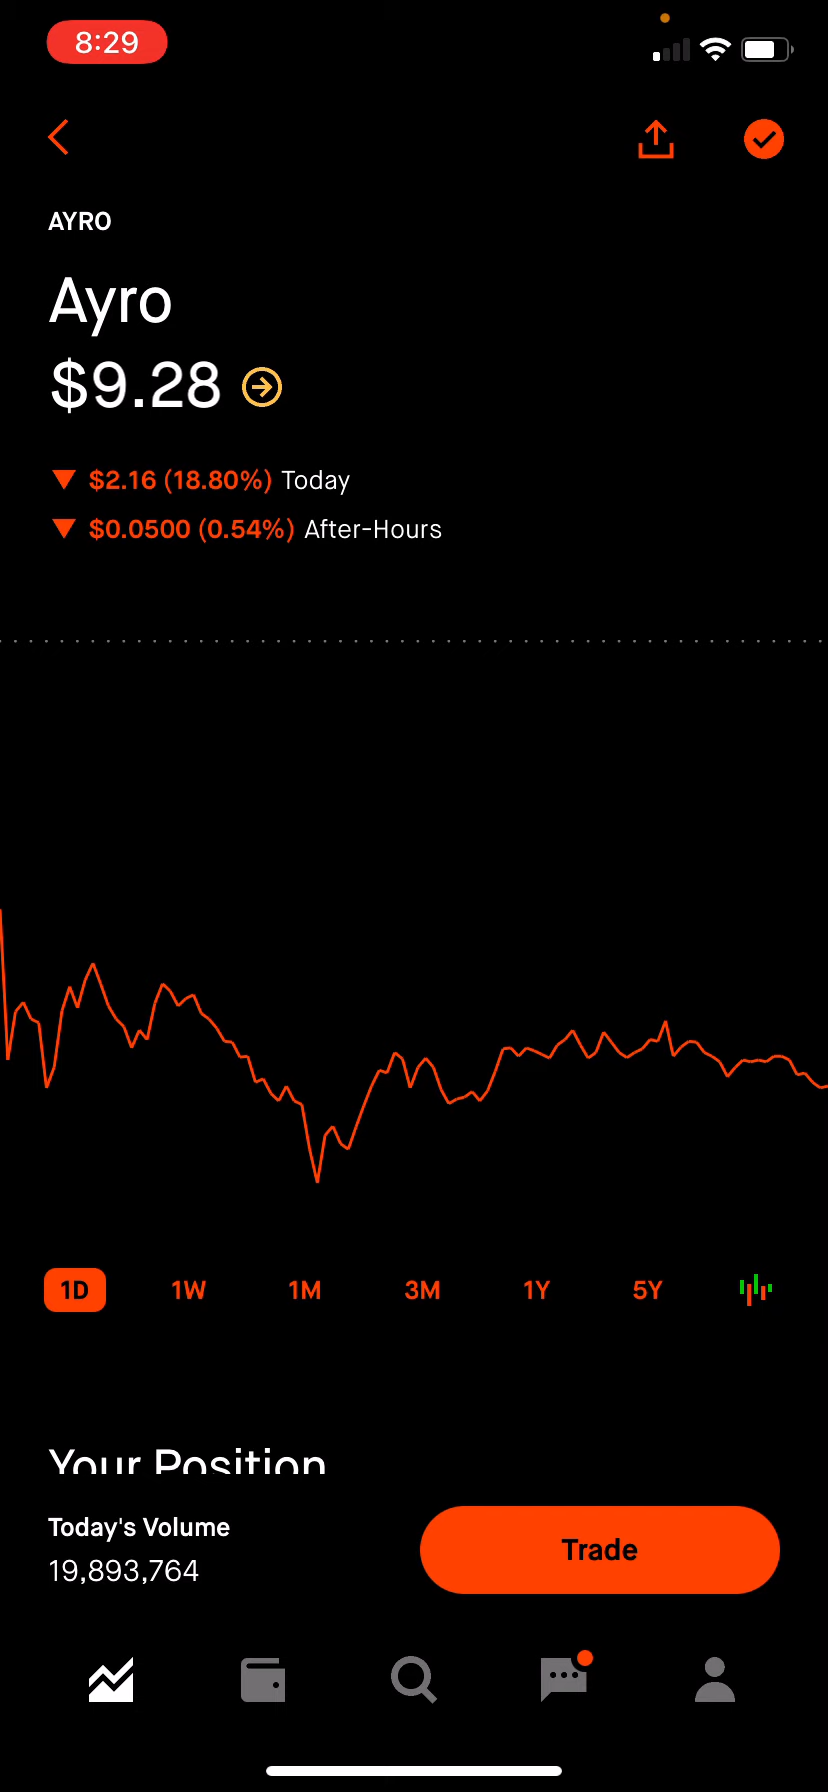 8:29
AYRO
Ayro
$9.28
▼ $2.16 (18.80%) Today
▼ $0.0500 (0.54%) After-Hours
1D 1W 1M 3M 1Y 5Y
Your Position
Today's Volume
19,893,764
Trade